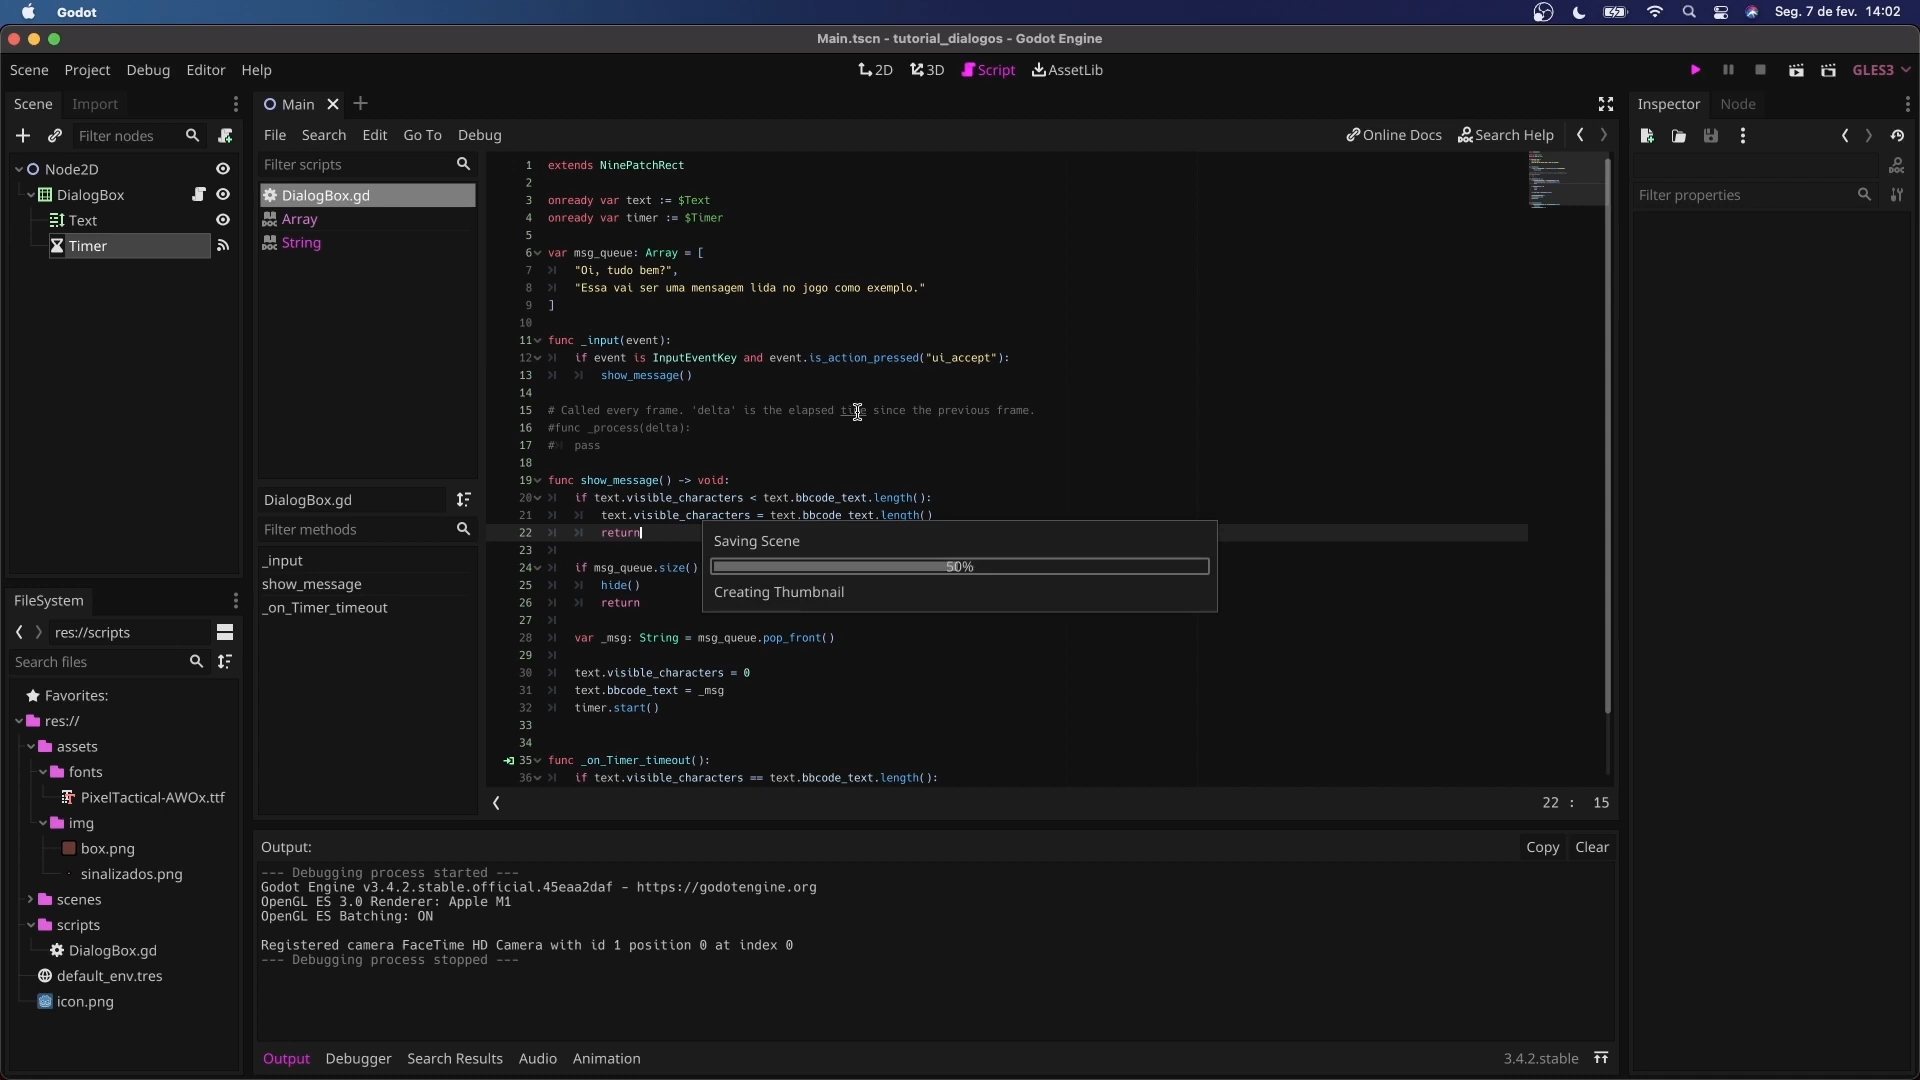 Godot
Seg. 7 de fev. 14:02
Main.tscn - tutorial_dialogos - Godot Engine
Scene Project Debug Editor Help
2D 3D Script AssetLib
GLES3
Scene Import
Filter nodes
Node2D
DialogBox
Text
Timer
Main
File Search Edit Go To Debug
Online Docs Search Help
Filter scripts
DialogBox.gd
Array
String
DialogBox.gd
Filter methods
_input
show_message
_on_Timer_timeout
1 extends NinePatchRect
2
3 onready var text := $Text
4 onready var timer := $Timer
5
6 var msg_queue: Array = [
7 "Oi, tudo bem?",
8 "Essa vai ser uma mensagem lida no jogo como exemplo."
9 ]
10
11 func _input(event):
12 if event is InputEventKey and event.is_action_pressed("ui_accept"):
13 show_message()
14
15 # Called every frame. 'delta' is the elapsed time since the previous frame.
16 #func _process(delta):
17 # pass
18
19 func show_message() -> void:
20 if text.visible_characters < text.bbcode_text.length():
21 text.visible_characters = text.bbcode_text.length()
22 return
23
24 if msg_queue.size()
25 hide()
26 return
27
28 var _msg: String = msg_queue.pop_front()
29
30 text.visible_characters = 0
31 text.bbcode_text = _msg
32 timer.start()
33
34
35 func _on_Timer_timeout():
36 if text.visible_characters == text.bbcode_text.length():
Saving Scene
50%
Creating Thumbnail
22 : 15
Output:
Copy Clear
--- Debugging process started ---
Godot Engine v3.4.2.stable.official.45eaa2daf - https://godotengine.org
OpenGL ES 3.0 Renderer: Apple M1
OpenGL ES Batching: ON
Registered camera FaceTime HD Camera with id 1 position 0 at index 0
--- Debugging process stopped ---
Output Debugger Search Results Audio Animation
3.4.2.stable
FileSystem
res://scripts
Search files
Favorites:
res://
assets
fonts
PixelTactical-AWOx.ttf
img
box.png
sinalizados.png
scenes
scripts
DialogBox.gd
default_env.tres
icon.png
Inspector Node
Filter properties